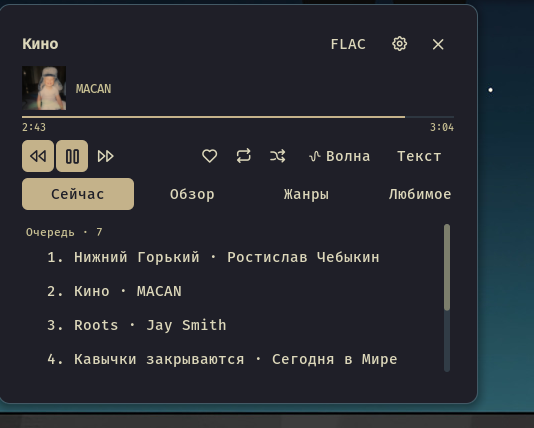 Кино
FLAC
MACAN
2:43
3:04
Волна
Текст
Сейчас
Обзор
Жанры
Любимое
Очередь · 7
1. Нижний Горький · Ростислав Чебыкин
2. Кино · MACAN
3. Roots · Jay Smith
4. Кавычки закрываются · Сегодня в Мире